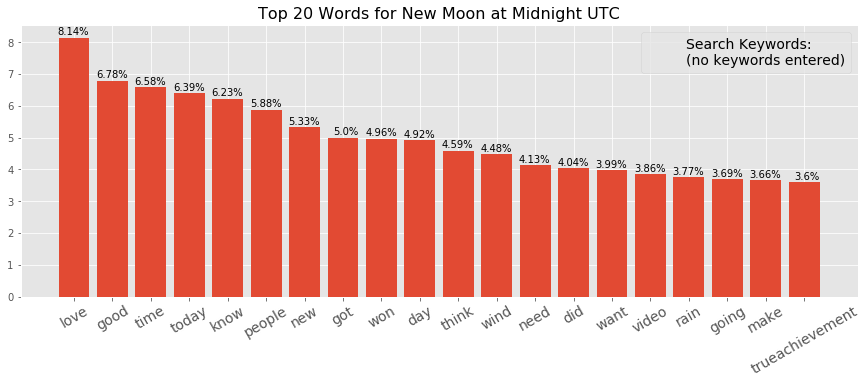 Top 20 Words for New Moon at Midnight UTC
Search Keywords:
(no keywords entered)
8
7
6
5
4
3
2
1
0
8.14%
6.78%
6.58%
6.39%
6.23%
5.88%
5.33%
5.0%
4.96%
4.92%
4.59%
4.48%
4.13%
4.04%
3.99%
3.86%
3.77%
3.69%
3.66%
3.6%
love
good
time
today
know
people
new
got
won
day
think
wind
need
did
want
video
rain
going
make
trueachievement